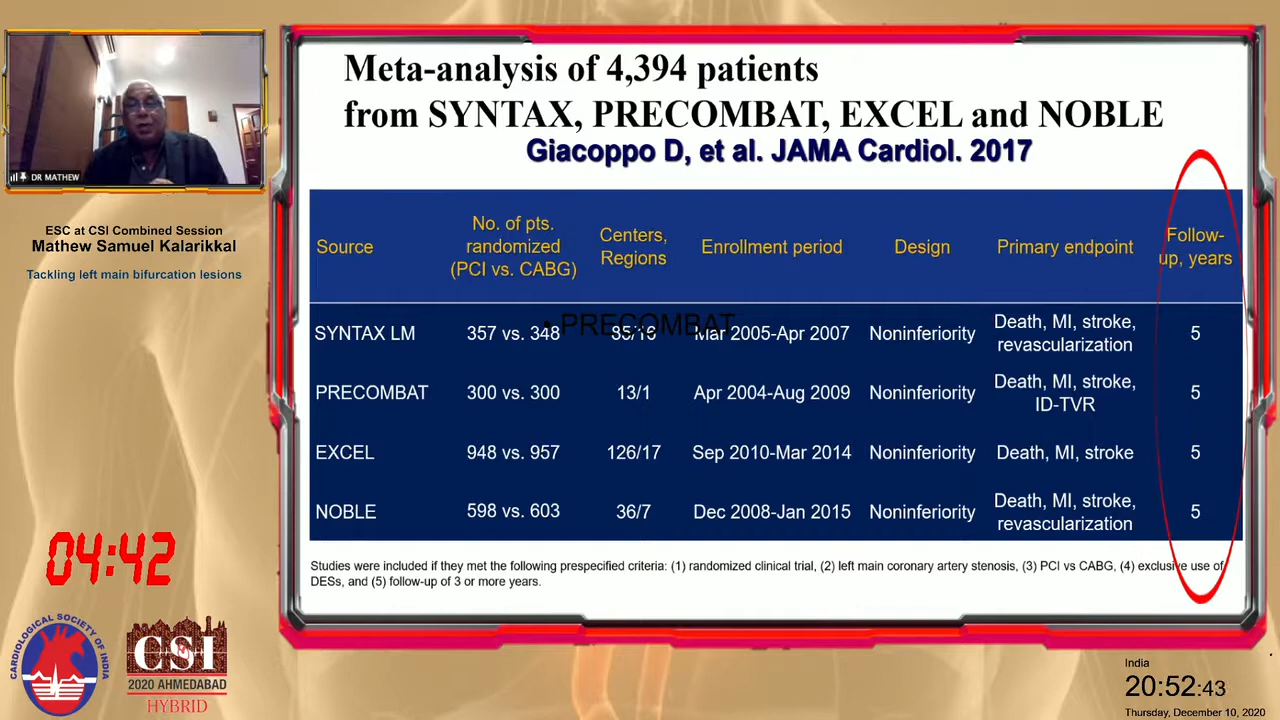 DR MATHEW
ESC at CSI Combined Session
Mathew Samuel Kalarikkal
Tackling left main bifurcation lesions
04:42
CARDIOLOGICAL SOCIETY OF INDIA
CSI
2020 AHMEDABAD
HYBRID
Meta-analysis of 4,394 patients
from SYNTAX, PRECOMBAT, EXCEL and NOBLE
Giacoppo D, et al. JAMA Cardiol. 2017
Source No. of pts. randomized (PCI vs. CABG) Centers, Regions Enrollment period Design Primary endpoint Follow-up, years
• PRECOMBAT
SYNTAX LM 357 vs. 348 Mar 2005-Apr 2007 Noninferiority Death, MI, stroke, revascularization 5
PRECOMBAT 300 vs. 300 13/1 Apr 2004-Aug 2009 Noninferiority Death, MI, stroke, ID-TVR 5
EXCEL 948 vs. 957 126/17 Sep 2010-Mar 2014 Noninferiority Death, MI, stroke 5
NOBLE 598 vs. 603 36/7 Dec 2008-Jan 2015 Noninferiority Death, MI, stroke, revascularization 5
Studies were included if they met the following prespecified criteria: (1) randomized clinical trial, (2) left main coronary artery stenosis, (3) PCI vs CABG, (4) exclusive use of
DESs, and (5) follow-up of 3 or more years.
India
20:52:43
Thursday, December 10, 2020